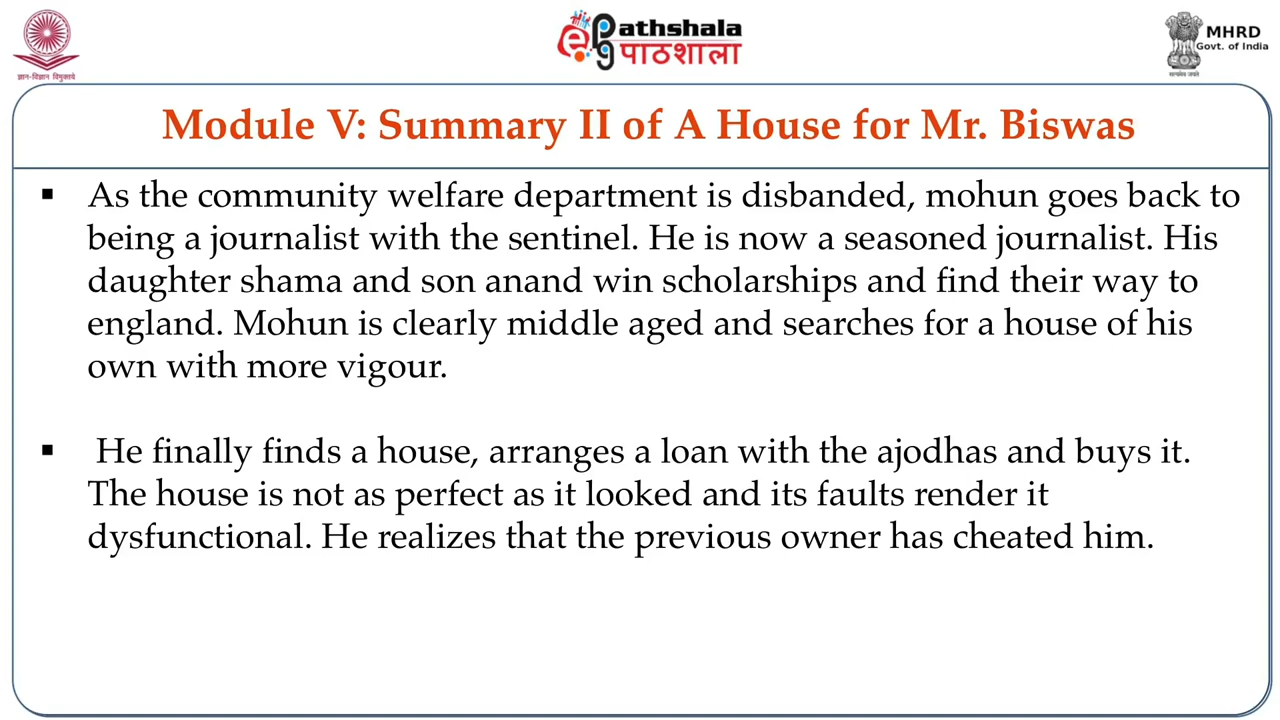 ज्ञान-विज्ञान विमुक्तये
ePG Pathshala
पाठशाला
MHRD
Govt. of India
सत्यमेव जयते
Module V: Summary II of A House for Mr. Biswas
▪ As the community welfare department is disbanded, mohun goes back to
being a journalist with the sentinel. He is now a seasoned journalist. His
daughter shama and son anand win scholarships and find their way to
england. Mohun is clearly middle aged and searches for a house of his
own with more vigour.
▪ He finally finds a house, arranges a loan with the ajodhas and buys it.
The house is not as perfect as it looked and its faults render it
dysfunctional. He realizes that the previous owner has cheated him.